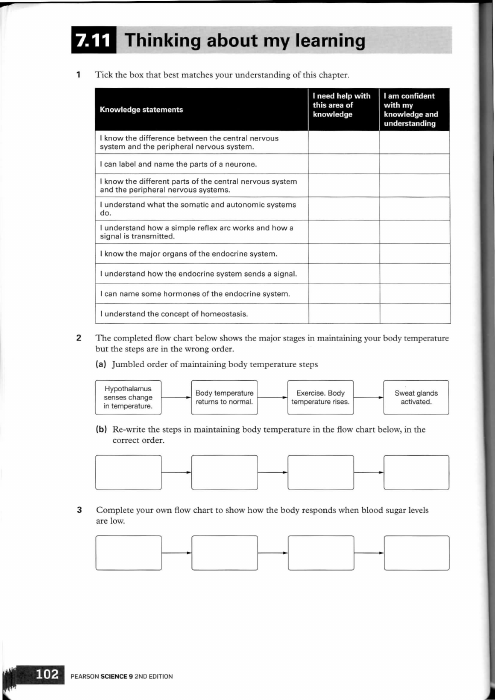 7.11 Thinking about my learning
1 Tick the box that best matches your understanding of this chapter.
Knowledge statements
I need help with
this area of
knowledge
I am confident
with my
knowledge and
understanding
I know the difference between the central nervous
system and the peripheral nervous system.
I can label and name the parts of a neurone.
I know the different parts of the central nervous system
and the peripheral nervous systems.
I understand what the somatic and autonomic systems
do.
I understand how a simple reflex arc works and how a
signal is transmitted.
I know the major organs of the endocrine system.
I understand how the endocrine system sends a signal.
I can name some hormones of the endocrine system.
I understand the concept of homeostasis.
2 The completed flow chart below shows the major stages in maintaining your body temperature
but the steps are in the wrong order.
(a) Jumbled order of maintaining body temperature steps
Hypothalamus
senses change
in temperature.
Body temperature
returns to normal.
Exercise. Body
temperature rises.
Sweat glands
activated.
(b) Re-write the steps in maintaining body temperature in the flow chart below, in the
correct order.
3 Complete your own flow chart to show how the body responds when blood sugar levels
are low.
102 PEARSON SCIENCE 9 2ND EDITION